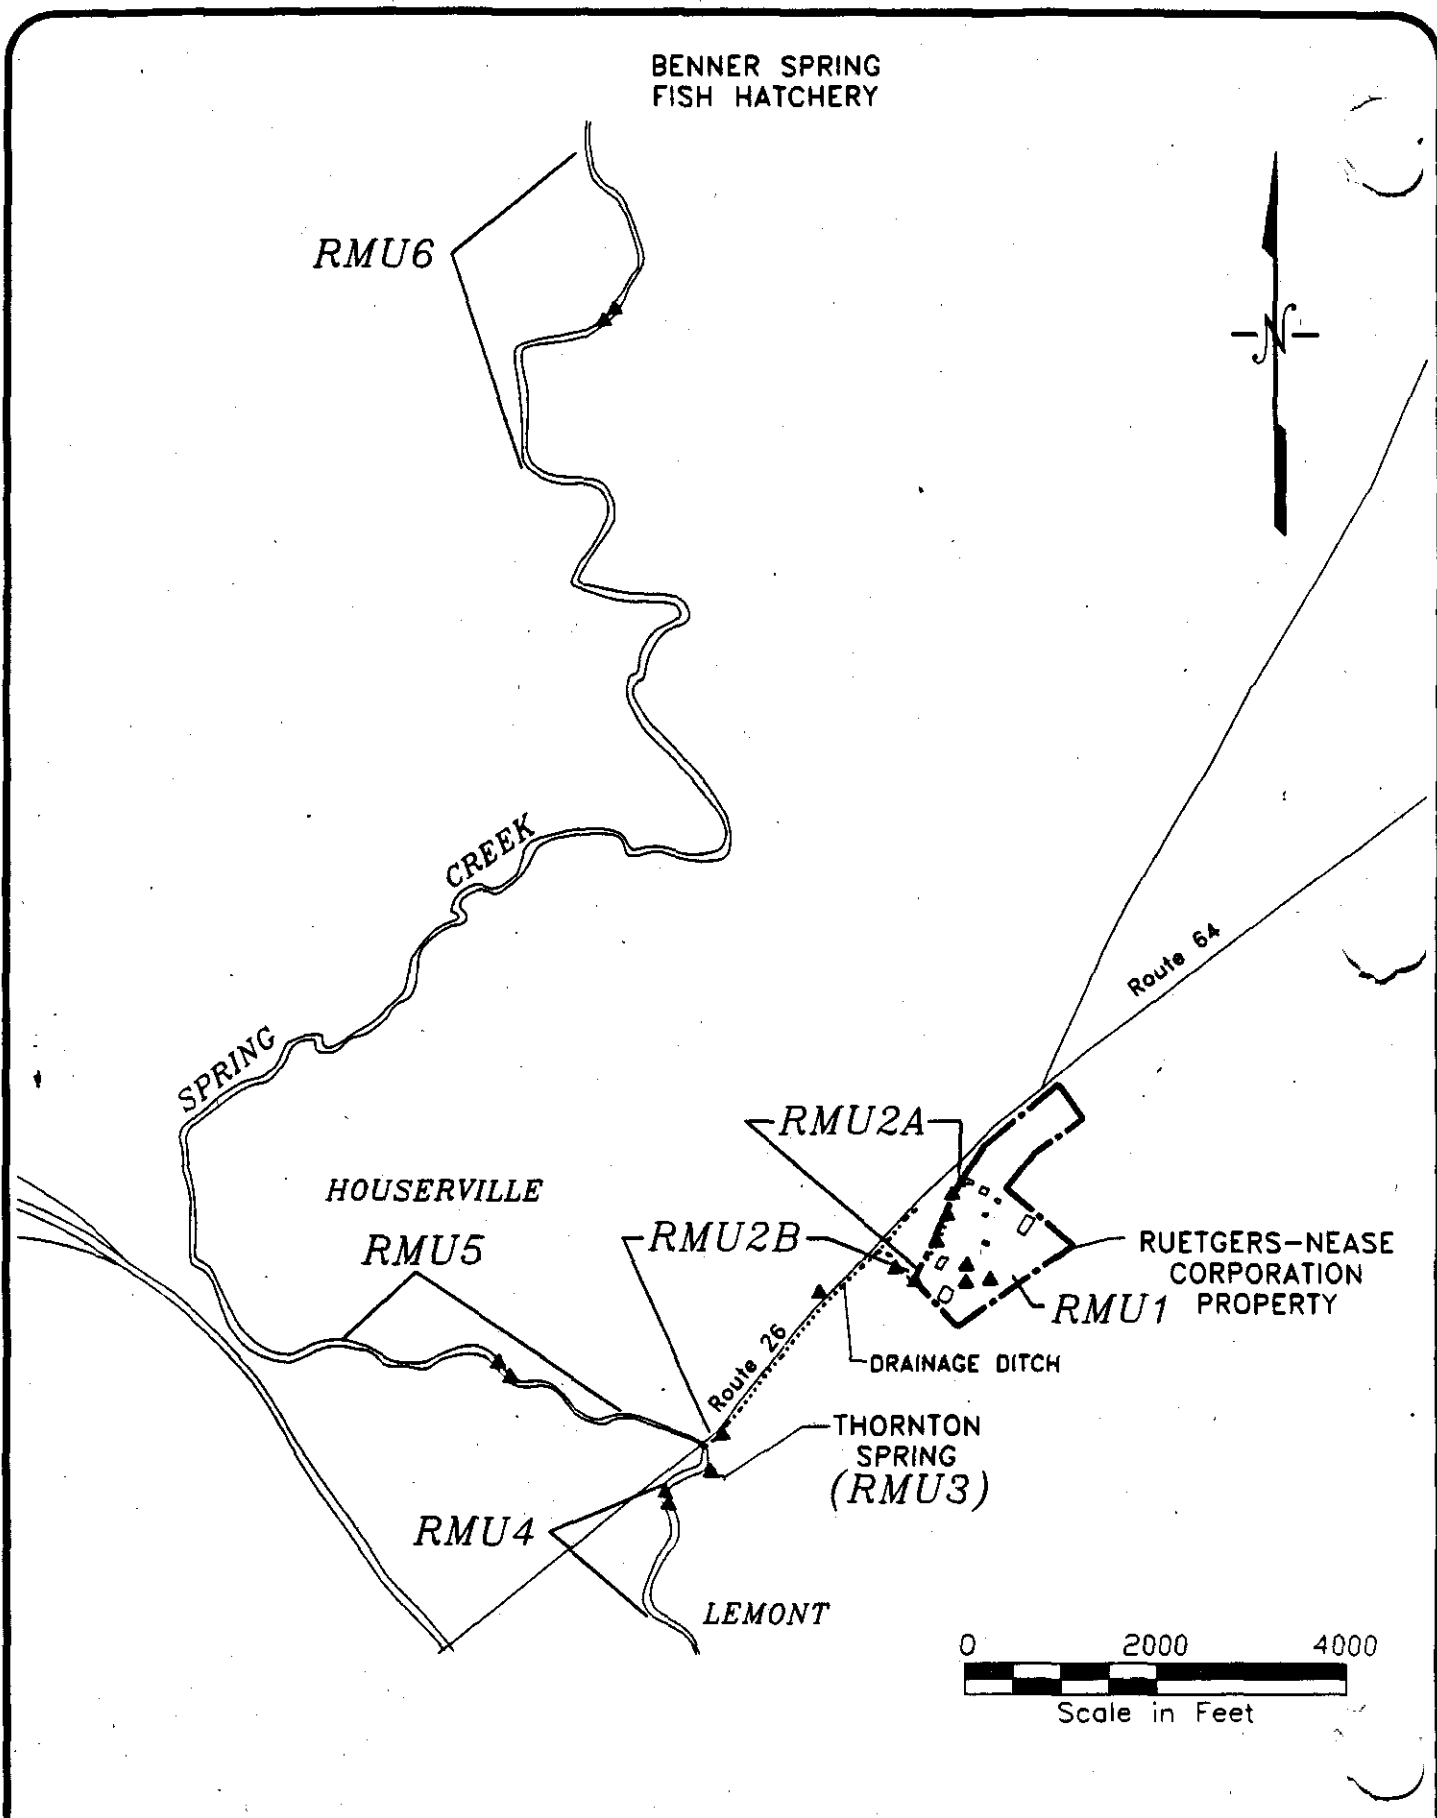 BENNER SPRING
FISH HATCHERY
RMU6
-N-
CREEK
SPRING
Route 64
RMU2A
HOUSERVILLE
RMU5
RMU2B
RUETGERS-NEASE
CORPORATION
PROPERTY
RMU1
Route 26
DRAINAGE DITCH
THORNTON
SPRING
(RMU3)
RMU4
LEMONT
0 2000 4000
Scale in Feet